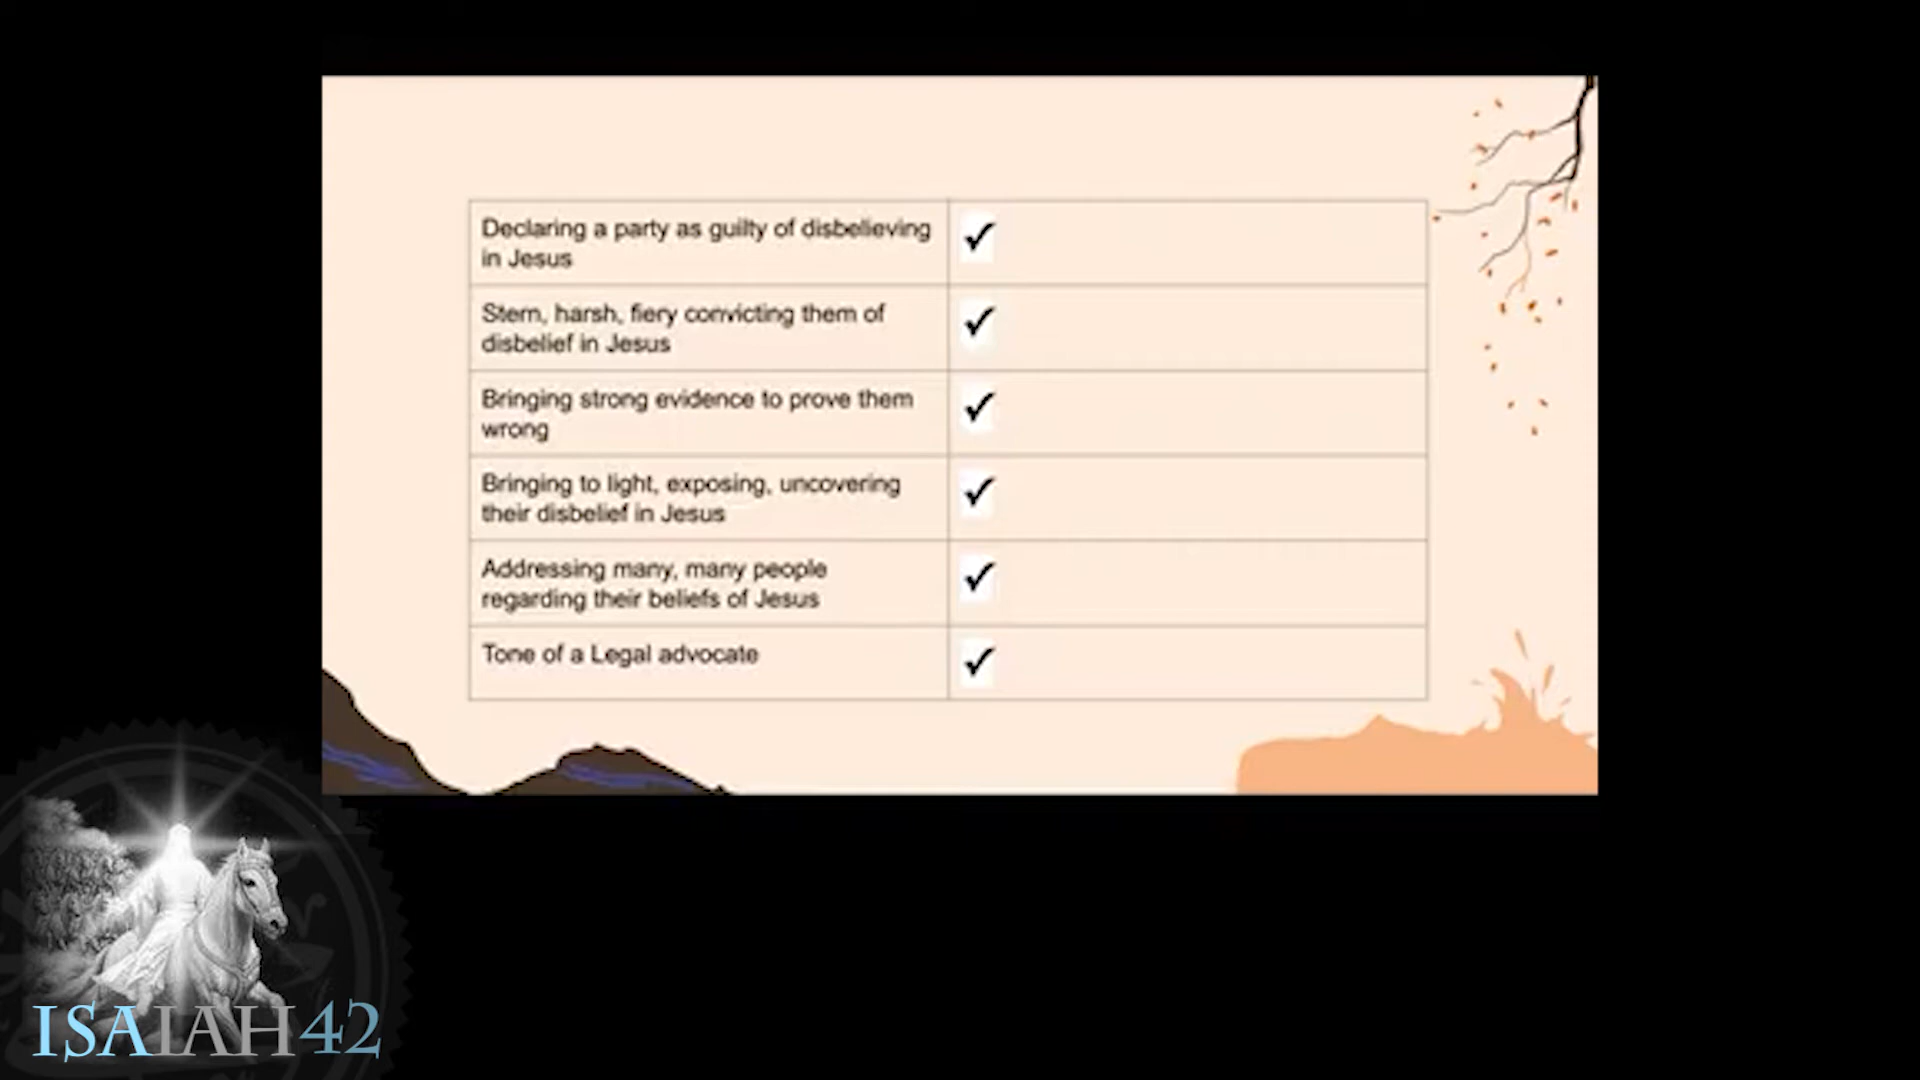 Declaring a party as guilty of disbelieving
in Jesus
Stern, harsh, fiery convicting them of
disbelief in Jesus
Bringing strong evidence to prove them
wrong
Bringing to light, exposing, uncovering
their disbelief in Jesus
Addressing many, many people
regarding their beliefs of Jesus
Tone of a Legal advocate
ISAIAH 42